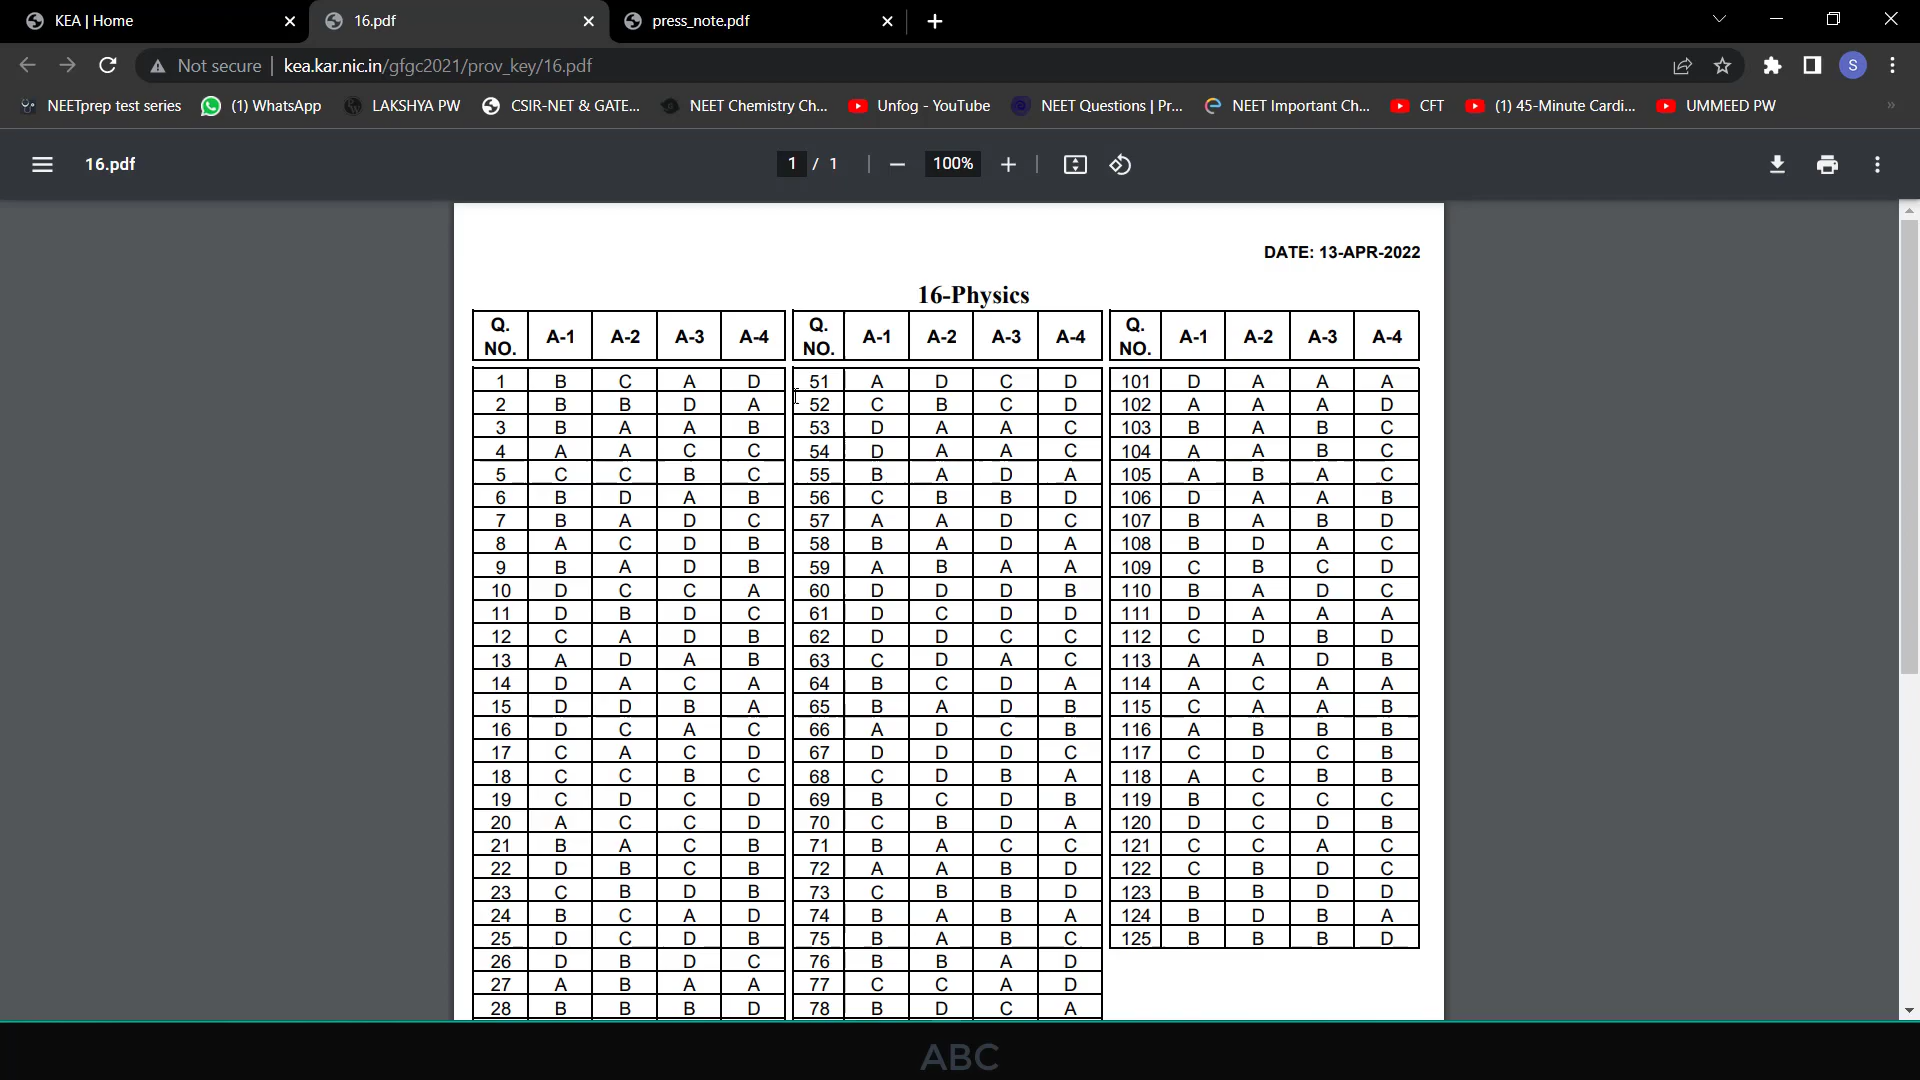 KEA | Home
16.pdf
press_note.pdf
Not secure | kea.kar.nic.in/gfgc2021/prov_key/16.pdf
S
NEETprep test series
(1) WhatsApp
LAKSHYA PW
CSIR-NET & GATE...
NEET Chemistry Ch...
Unfog - YouTube
NEET Questions | Pr...
NEET Important Ch...
CFT
(1) 45-Minute Cardi...
UMMEED PW
»
16.pdf
1 / 1
100%
DATE: 13-APR-2022
16-Physics
Q. NO. A-1 A-2 A-3 A-4 Q. NO. A-1 A-2 A-3 A-4 Q. NO. A-1 A-2 A-3 A-4
1 B C A D 51 A D C D 101 D A A A
2 B B D A 52 C B C D 102 A A A D
3 B A A B 53 D A A C 103 B A B C
4 A A C C 54 D A A C 104 A A B C
5 C C B C 55 B A D A 105 A B A C
6 B D A B 56 C B B D 106 D A A B
7 B A D C 57 A A D C 107 B A B D
8 A C D B 58 B A D A 108 B D A C
9 B A D B 59 A B A A 109 C B C D
10 D C C A 60 D D D B 110 B A D C
11 D B D C 61 D C D D 111 D A A A
12 C A D B 62 D D C C 112 C D B D
13 A D A B 63 C D A C 113 A A D B
14 D A C A 64 B C D A 114 A C A A
15 D D B A 65 B A D B 115 C A A B
16 D C A C 66 A D C B 116 A B B B
17 C A C D 67 D D D C 117 C D C B
18 C C B C 68 C D B A 118 A C B B
19 C D C D 69 B C D B 119 B C C C
20 A C C D 70 C B D A 120 D C D B
21 B A C B 71 B A C C 121 C C A C
22 D B C B 72 A A B D 122 C B D C
23 C B D B 73 C B B D 123 B B D D
24 B C A D 74 B A B A 124 B D B A
25 D C D B 75 B A B C 125 B B B D
26 D B D C 76 B B A D
27 A B A A 77 C C A D
28 B B B D 78 B D C A
ABC